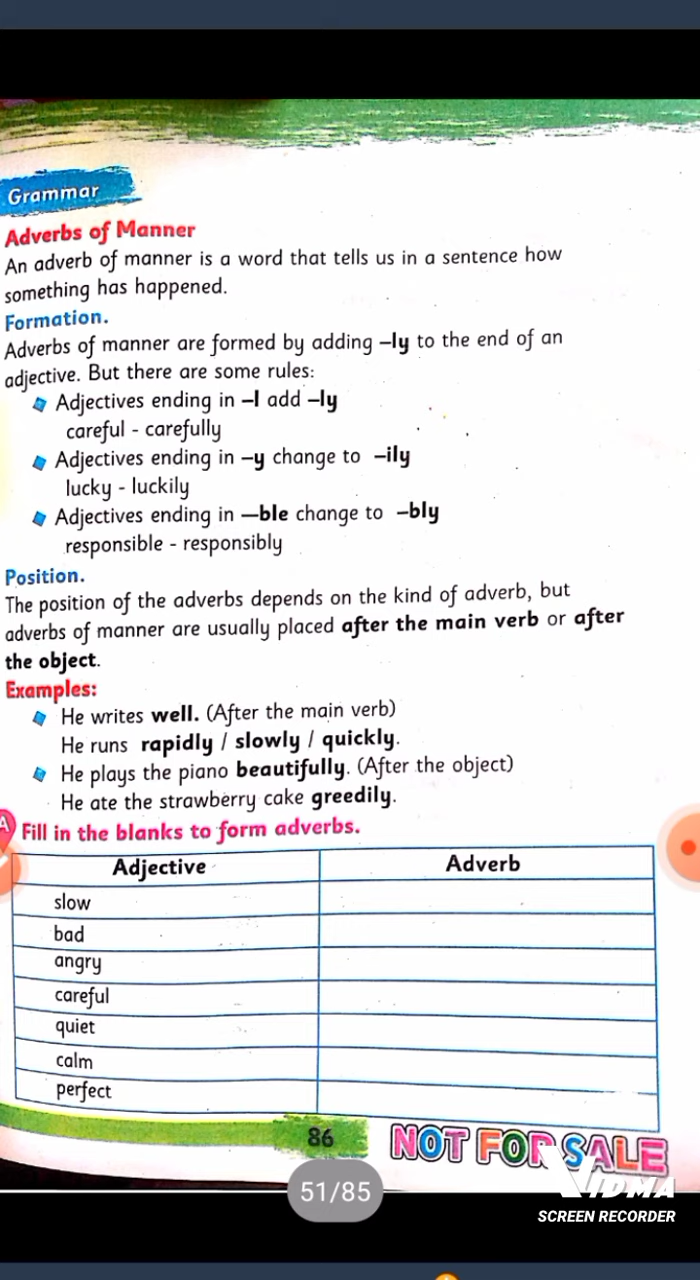 Grammar
Adverbs of Manner
An adverb of manner is a word that tells us in a sentence how
something has happened.
Formation.
Adverbs of manner are formed by adding –ly to the end of an
adjective. But there are some rules:
Adjectives ending in –l add –ly
careful - carefully
Adjectives ending in –y change to –ily
lucky - luckily
Adjectives ending in —ble change to –bly
responsible - responsibly
Position.
The position of the adverbs depends on the kind of adverb, but
adverbs of manner are usually placed after the main verb or after
the object.
Examples:
He writes well. (After the main verb)
He runs rapidly / slowly / quickly.
He plays the piano beautifully. (After the object)
He ate the strawberry cake greedily.
A Fill in the blanks to form adverbs.
Adjective Adverb
slow
bad
angry
careful
quiet
calm
perfect
86
NOT FOR SALE
51/85
VIDMA
SCREEN RECORDER